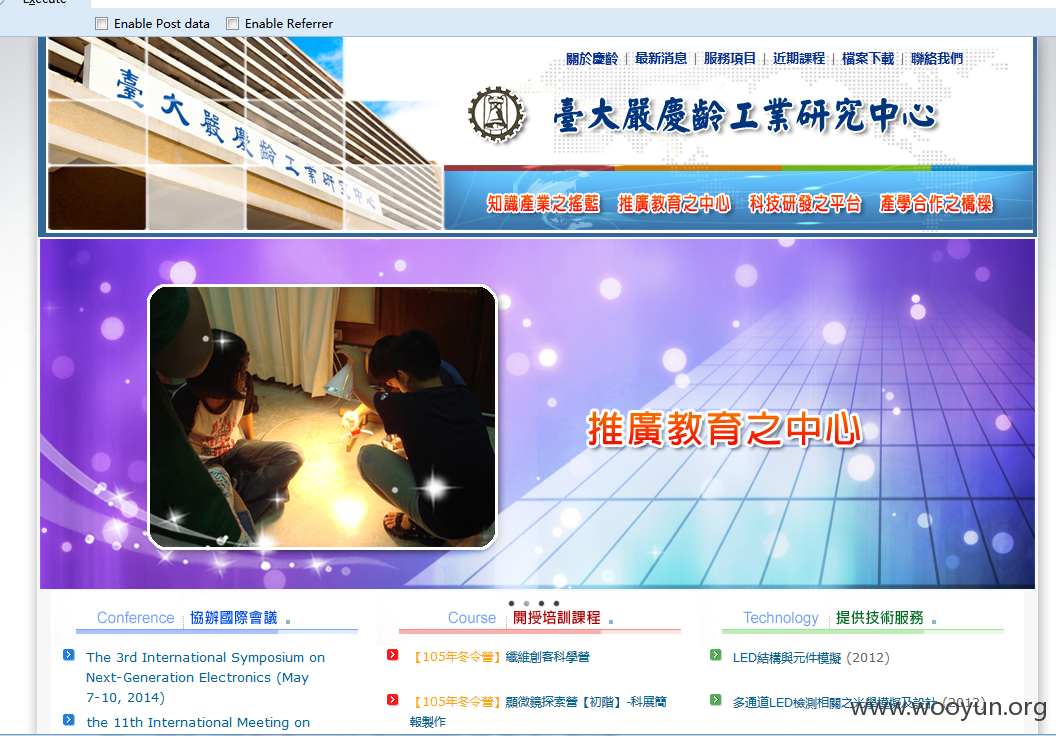 Execute
Enable Post data
Enable Referrer
關於慶齡 | 最新消息 | 服務項目 | 近期課程 | 檔案下載 | 聯絡我們
臺大嚴慶齡工業研究中心
臺大嚴慶齡工業研究中心
知識產業之搖籃 推廣教育之中心 科技研發之平台 產學合作之橋樑
推廣教育之中心
Conference 協辦國際會議
The 3rd International Symposium on
Next-Generation Electronics (May
7-10, 2014)
the 11th International Meeting on
Course 開授培訓課程
【105年冬令營】纖維創客科學營
【105年冬令營】顯微鏡探索營【初階】-科展簡
報製作
Technology 提供技術服務
LED結構與元件模擬 (2012)
多通道LED檢測相關之光學模擬及設計 (2012)
www.wooyun.org